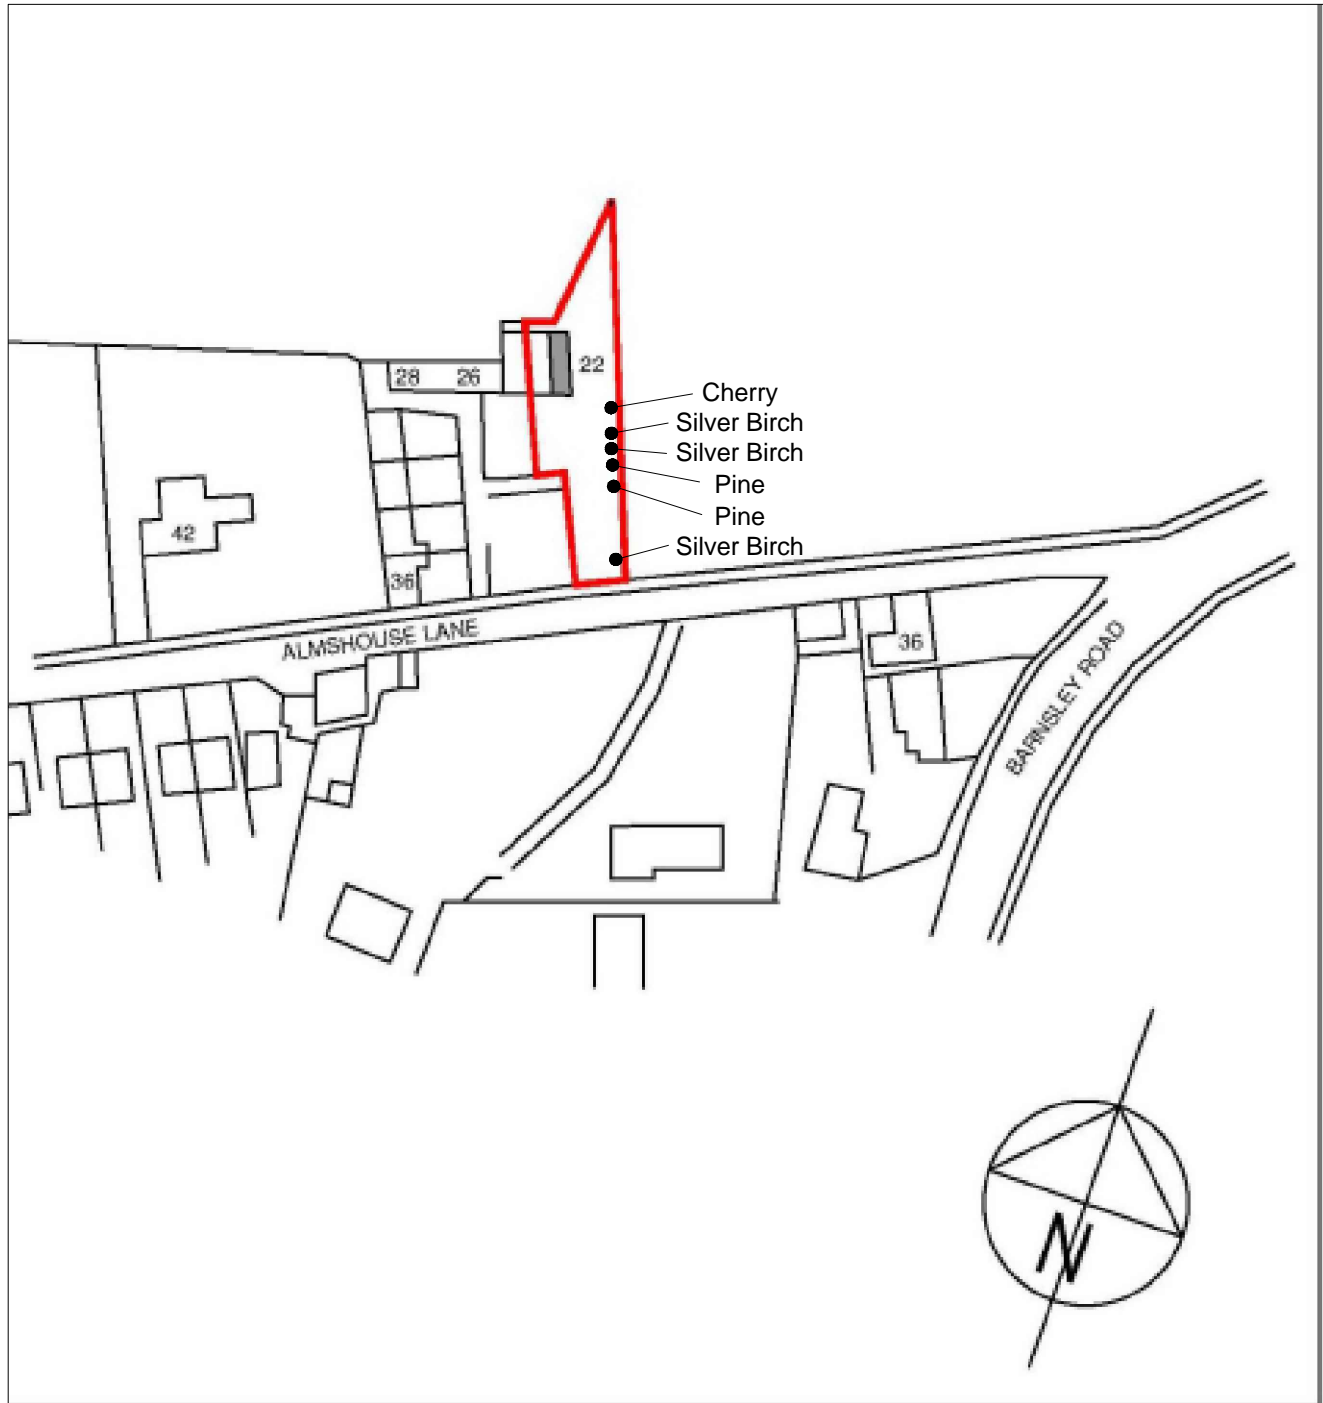 22
28
26
Cherry
Silver Birch
Silver Birch
Pine
Pine
Silver Birch
42
36
ALMSHOUSE LANE
36
BARNSLEY ROAD
N